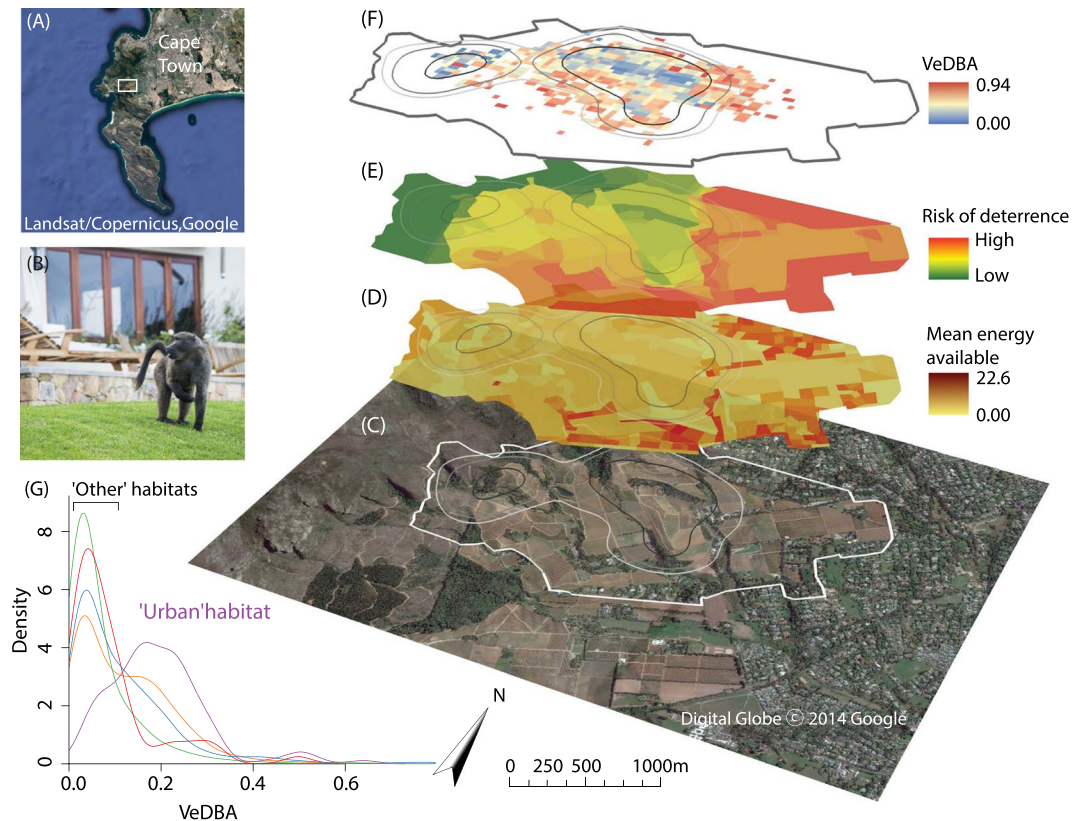 (A)
Cape
Town
Landsat/Copernicus,Google
(B)
(F)
VeDBA
0.94
0.00
(E)
Risk of deterrence
High
Low
(D)
Mean energy
available
22.6
0.00
(C)
Digital Globe © 2014 Google
N
0 250 500 1000m
(G)
'Other' habitats
'Urban'habitat
Density
8
6
4
2
0
0.0 0.2 0.4 0.6
VeDBA